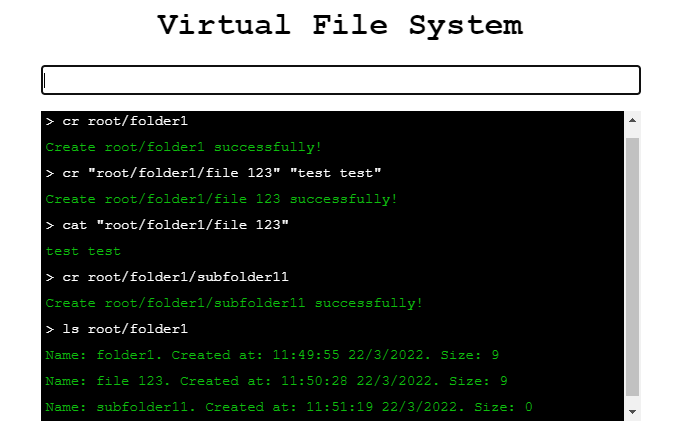 Virtual File System
> cr root/folder1
Create root/folder1 successfully!
> cr "root/folder1/file 123" "test test"
Create root/folder1/file 123 successfully!
> cat "root/folder1/file 123"
test test
> cr root/folder1/subfolder11
Create root/folder1/subfolder11 successfully!
> ls root/folder1
Name: folder1. Created at: 11:49:55 22/3/2022. Size: 9
Name: file 123. Created at: 11:50:28 22/3/2022. Size: 9
Name: subfolder11. Created at: 11:51:19 22/3/2022. Size: 0